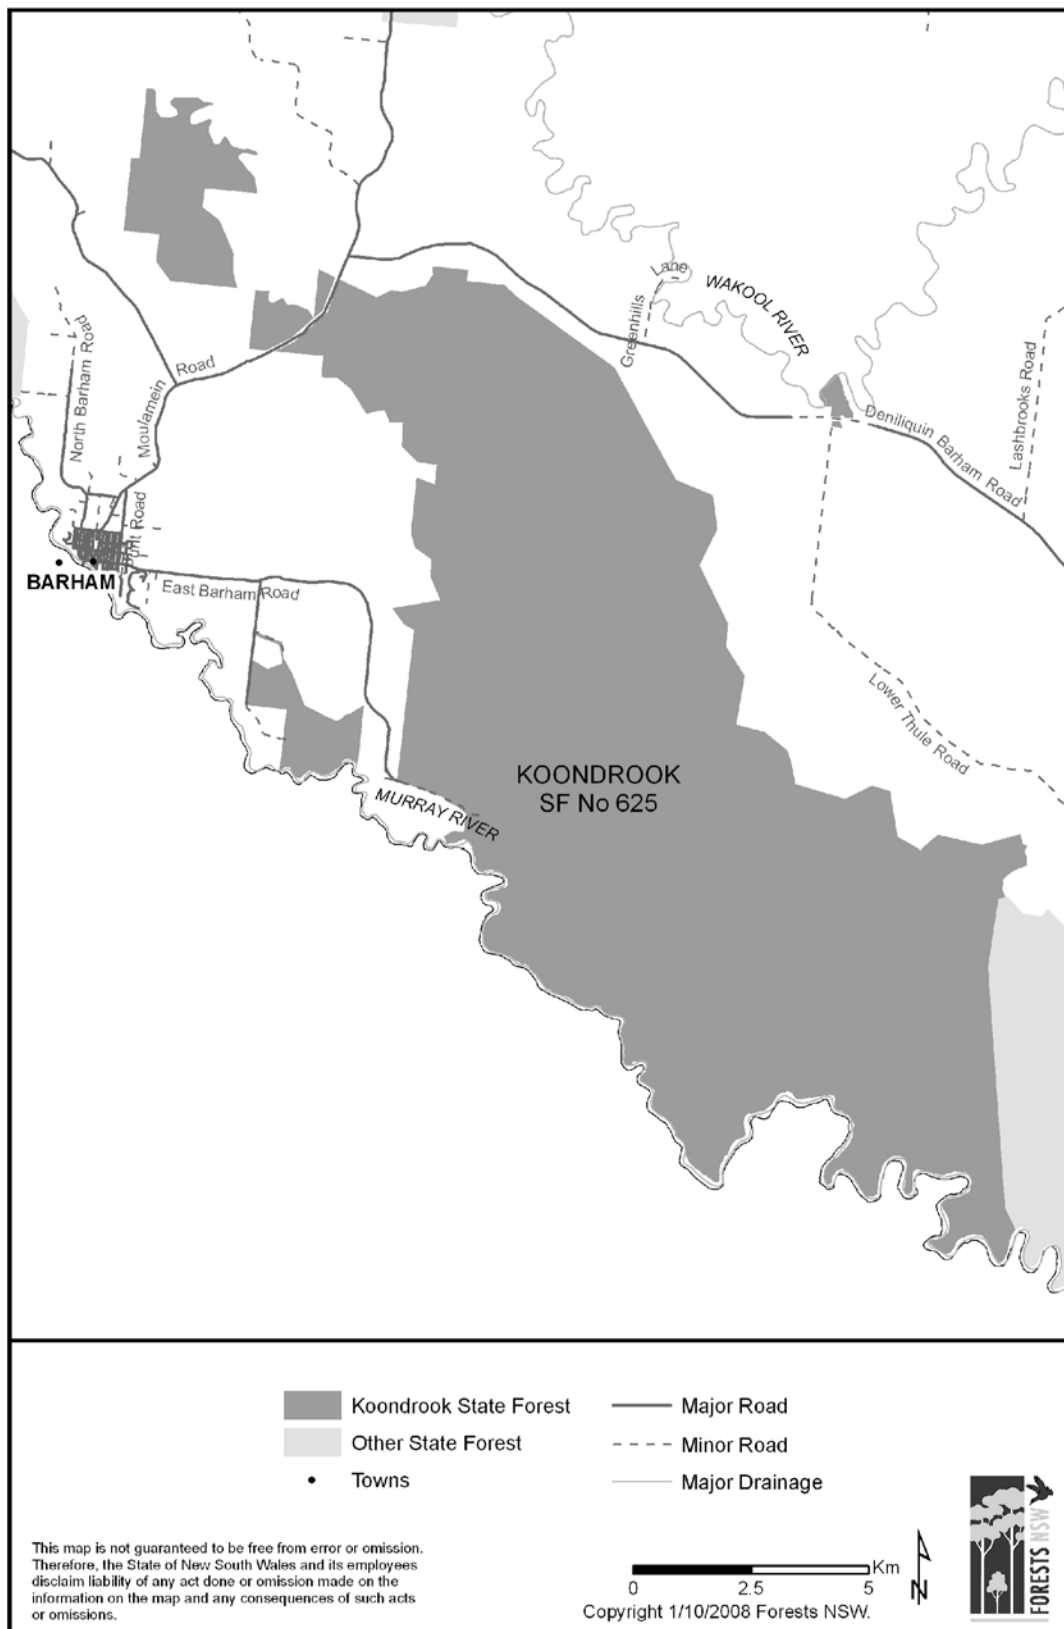 Lane
WAKOOL RIVER
Greenhills
Lashbrooks Road
North Barham Road
Moulamein
Road
Deniliquin Barham Road
Road
BARHAM
East Barham Road
Lower Thule Road
KOONDROOK
SF No 625
MURRAY RIVER
Koondrook State Forest
Major Road
Other State Forest
Minor Road
Towns
Major Drainage
This map is not guaranteed to be free from error or omission.
Therefore, the State of New South Wales and its employees
disclaim liability of any act done or omission made on the
information on the map and any consequences of such acts
or omissions.
Km
0 2.5 5
N
Copyright 1/10/2008 Forests NSW.
FORESTS NSW